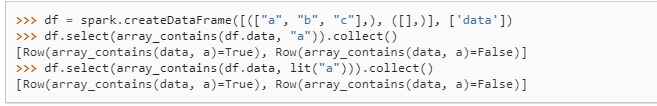 >>> df = spark.createDataFrame([(["a", "b", "c"],), ([],)], ['data'])
>>> df.select(array_contains(df.data, "a")).collect()
[Row(array_contains(data, a)=True), Row(array_contains(data, a)=False)]
>>> df.select(array_contains(df.data, lit("a"))).collect()
[Row(array_contains(data, a)=True), Row(array_contains(data, a)=False)]